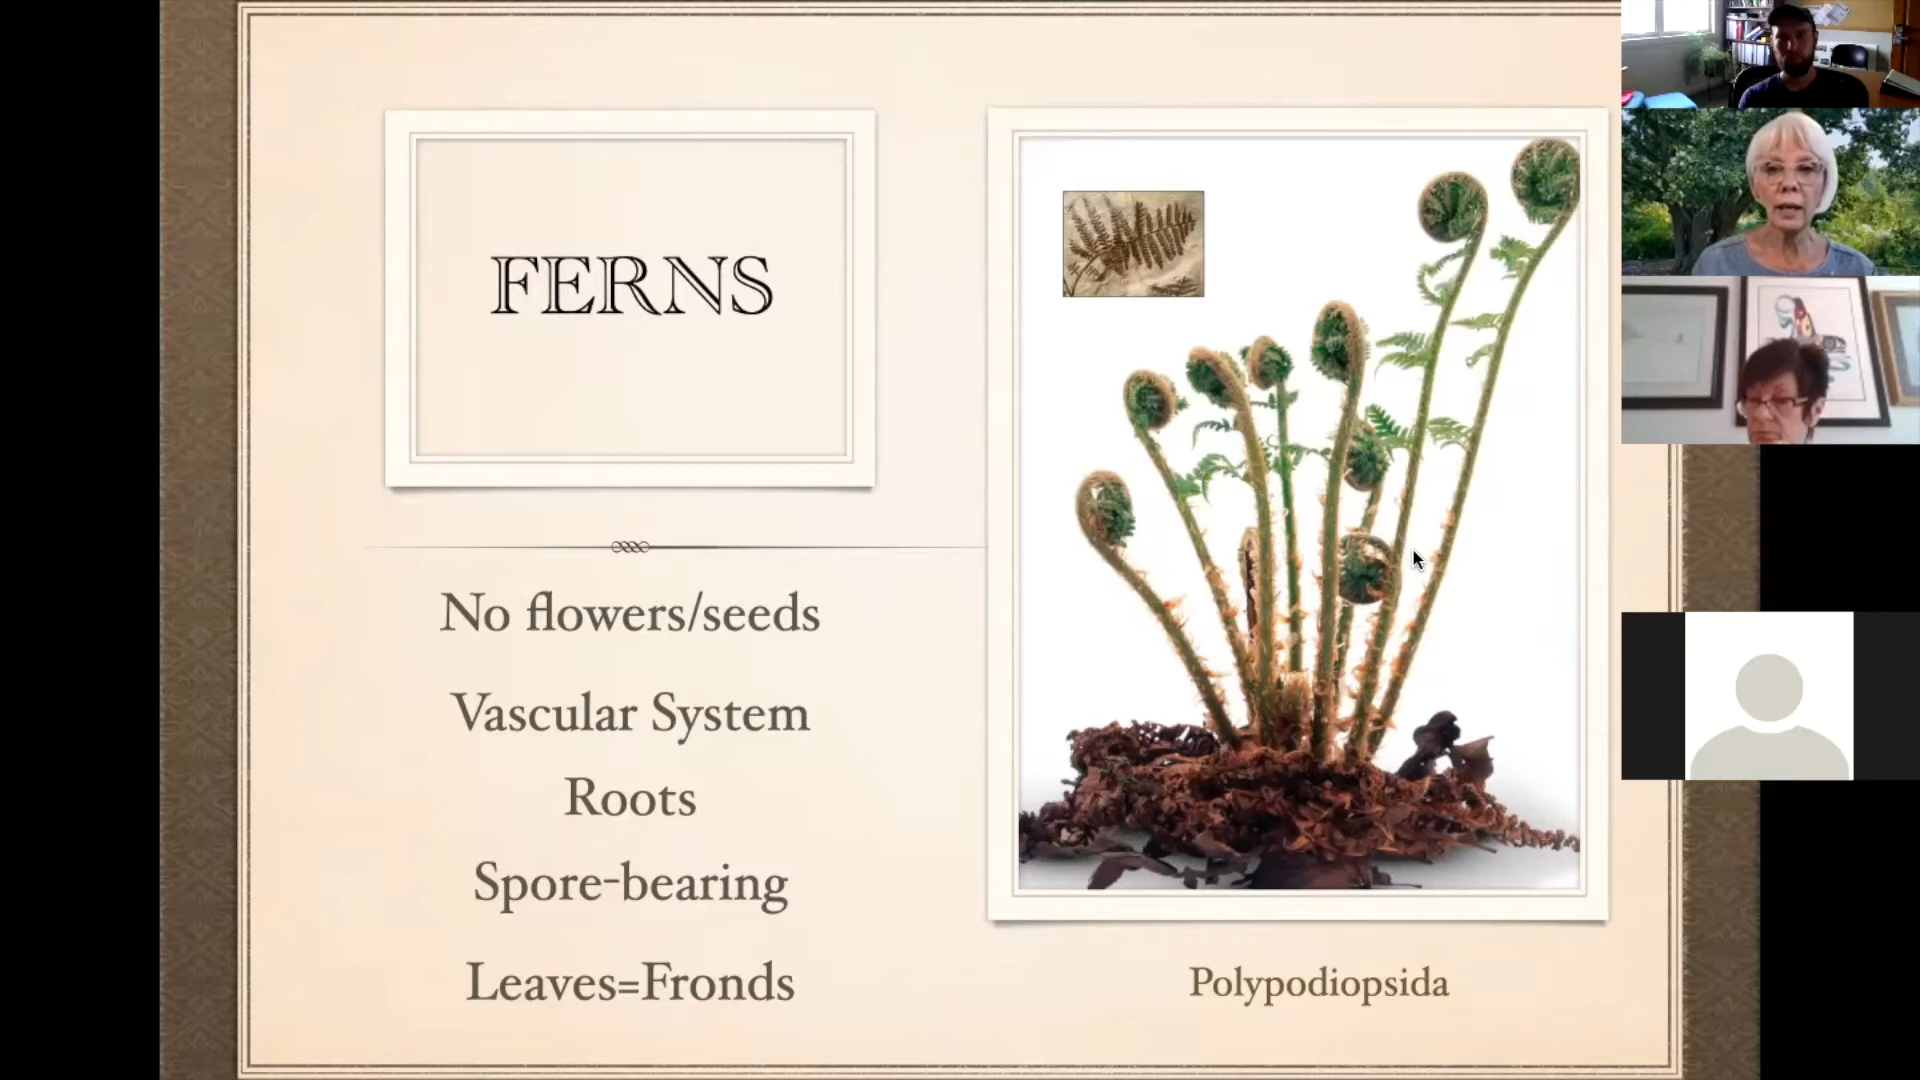 FERNS
No flowers/seeds
Vascular System
Roots
Spore-bearing
Leaves=Fronds
Polypodiopsida